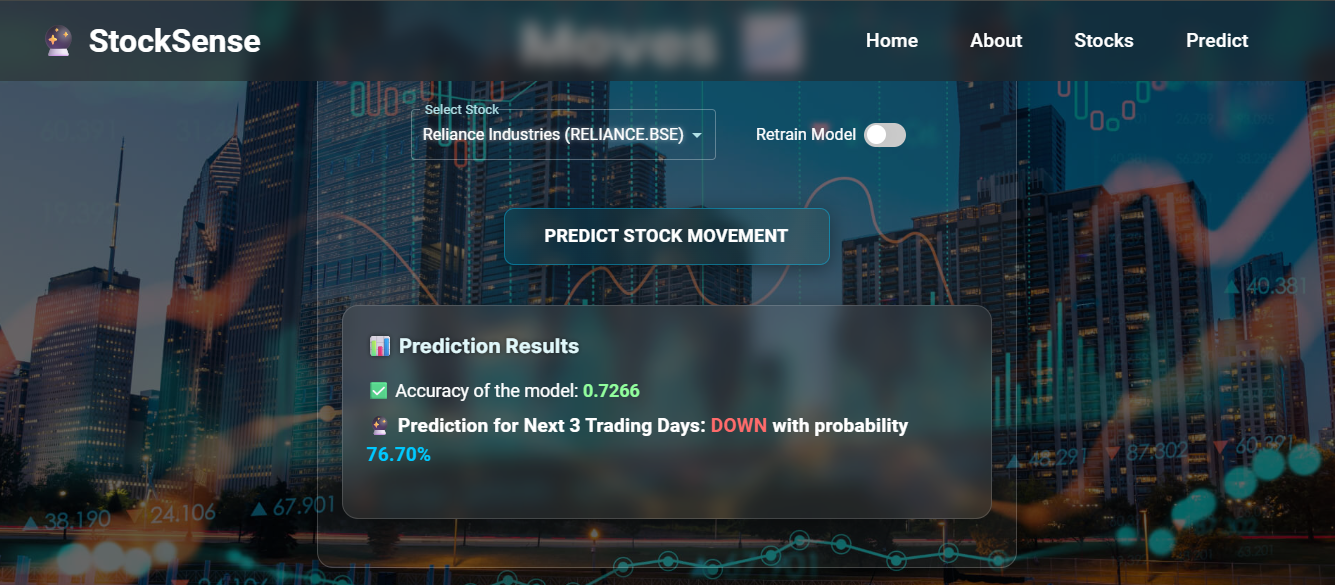 StockSense
Moves
Home
About
Stocks
Predict
Select Stock
Reliance Industries (RELIANCE.BSE)
Retrain Model
PREDICT STOCK MOVEMENT
Prediction Results
Accuracy of the model: 0.7266
Prediction for Next 3 Trading Days: DOWN with probability
76.70%
40.381
48.291
87.302
60.391
38.190
24.106
67.901